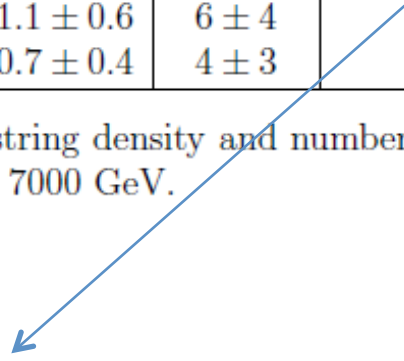 1.1 ± 0.6 6 ± 4
0.7 ± 0.4 4 ± 3
string density and number
7000 GeV.